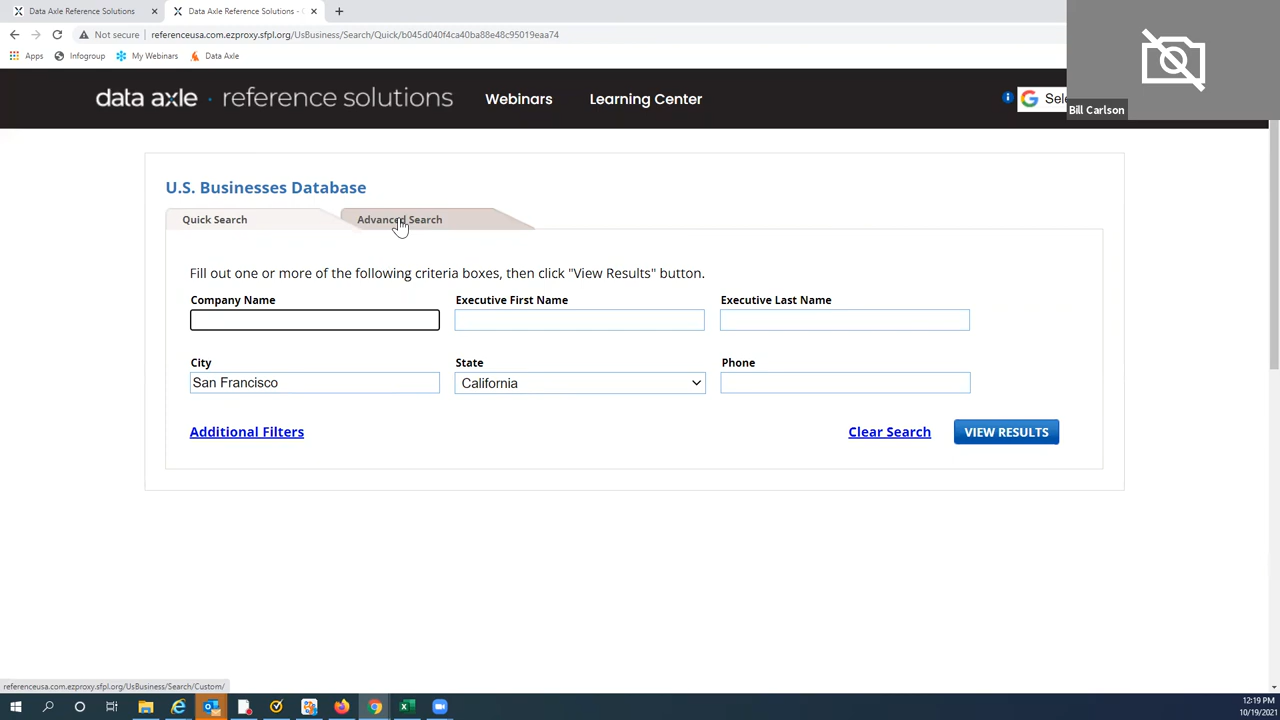 Data Axle Reference Solutions
Data Axle Reference Solutions - 
Not secure
referenceusa.com.ezproxy.sfpl.org/UsBusiness/Search/Quick/b045d040f4ca40ba88e48c95019eaa74
Apps
Infogroup
My Webinars
Data Axle
data axle · reference solutions
Webinars
Learning Center
Bill Carlson
U.S. Businesses Database
Quick Search
Advanced Search
Fill out one or more of the following criteria boxes, then click "View Results" button.
Company Name
Executive First Name
Executive Last Name
City
State
Phone
San Francisco
California
Additional Filters
Clear Search
VIEW RESULTS
referenceusa.com.ezproxy.sfpl.org/UsBusiness/Search/Custom/
12:19 PM
10/19/2021